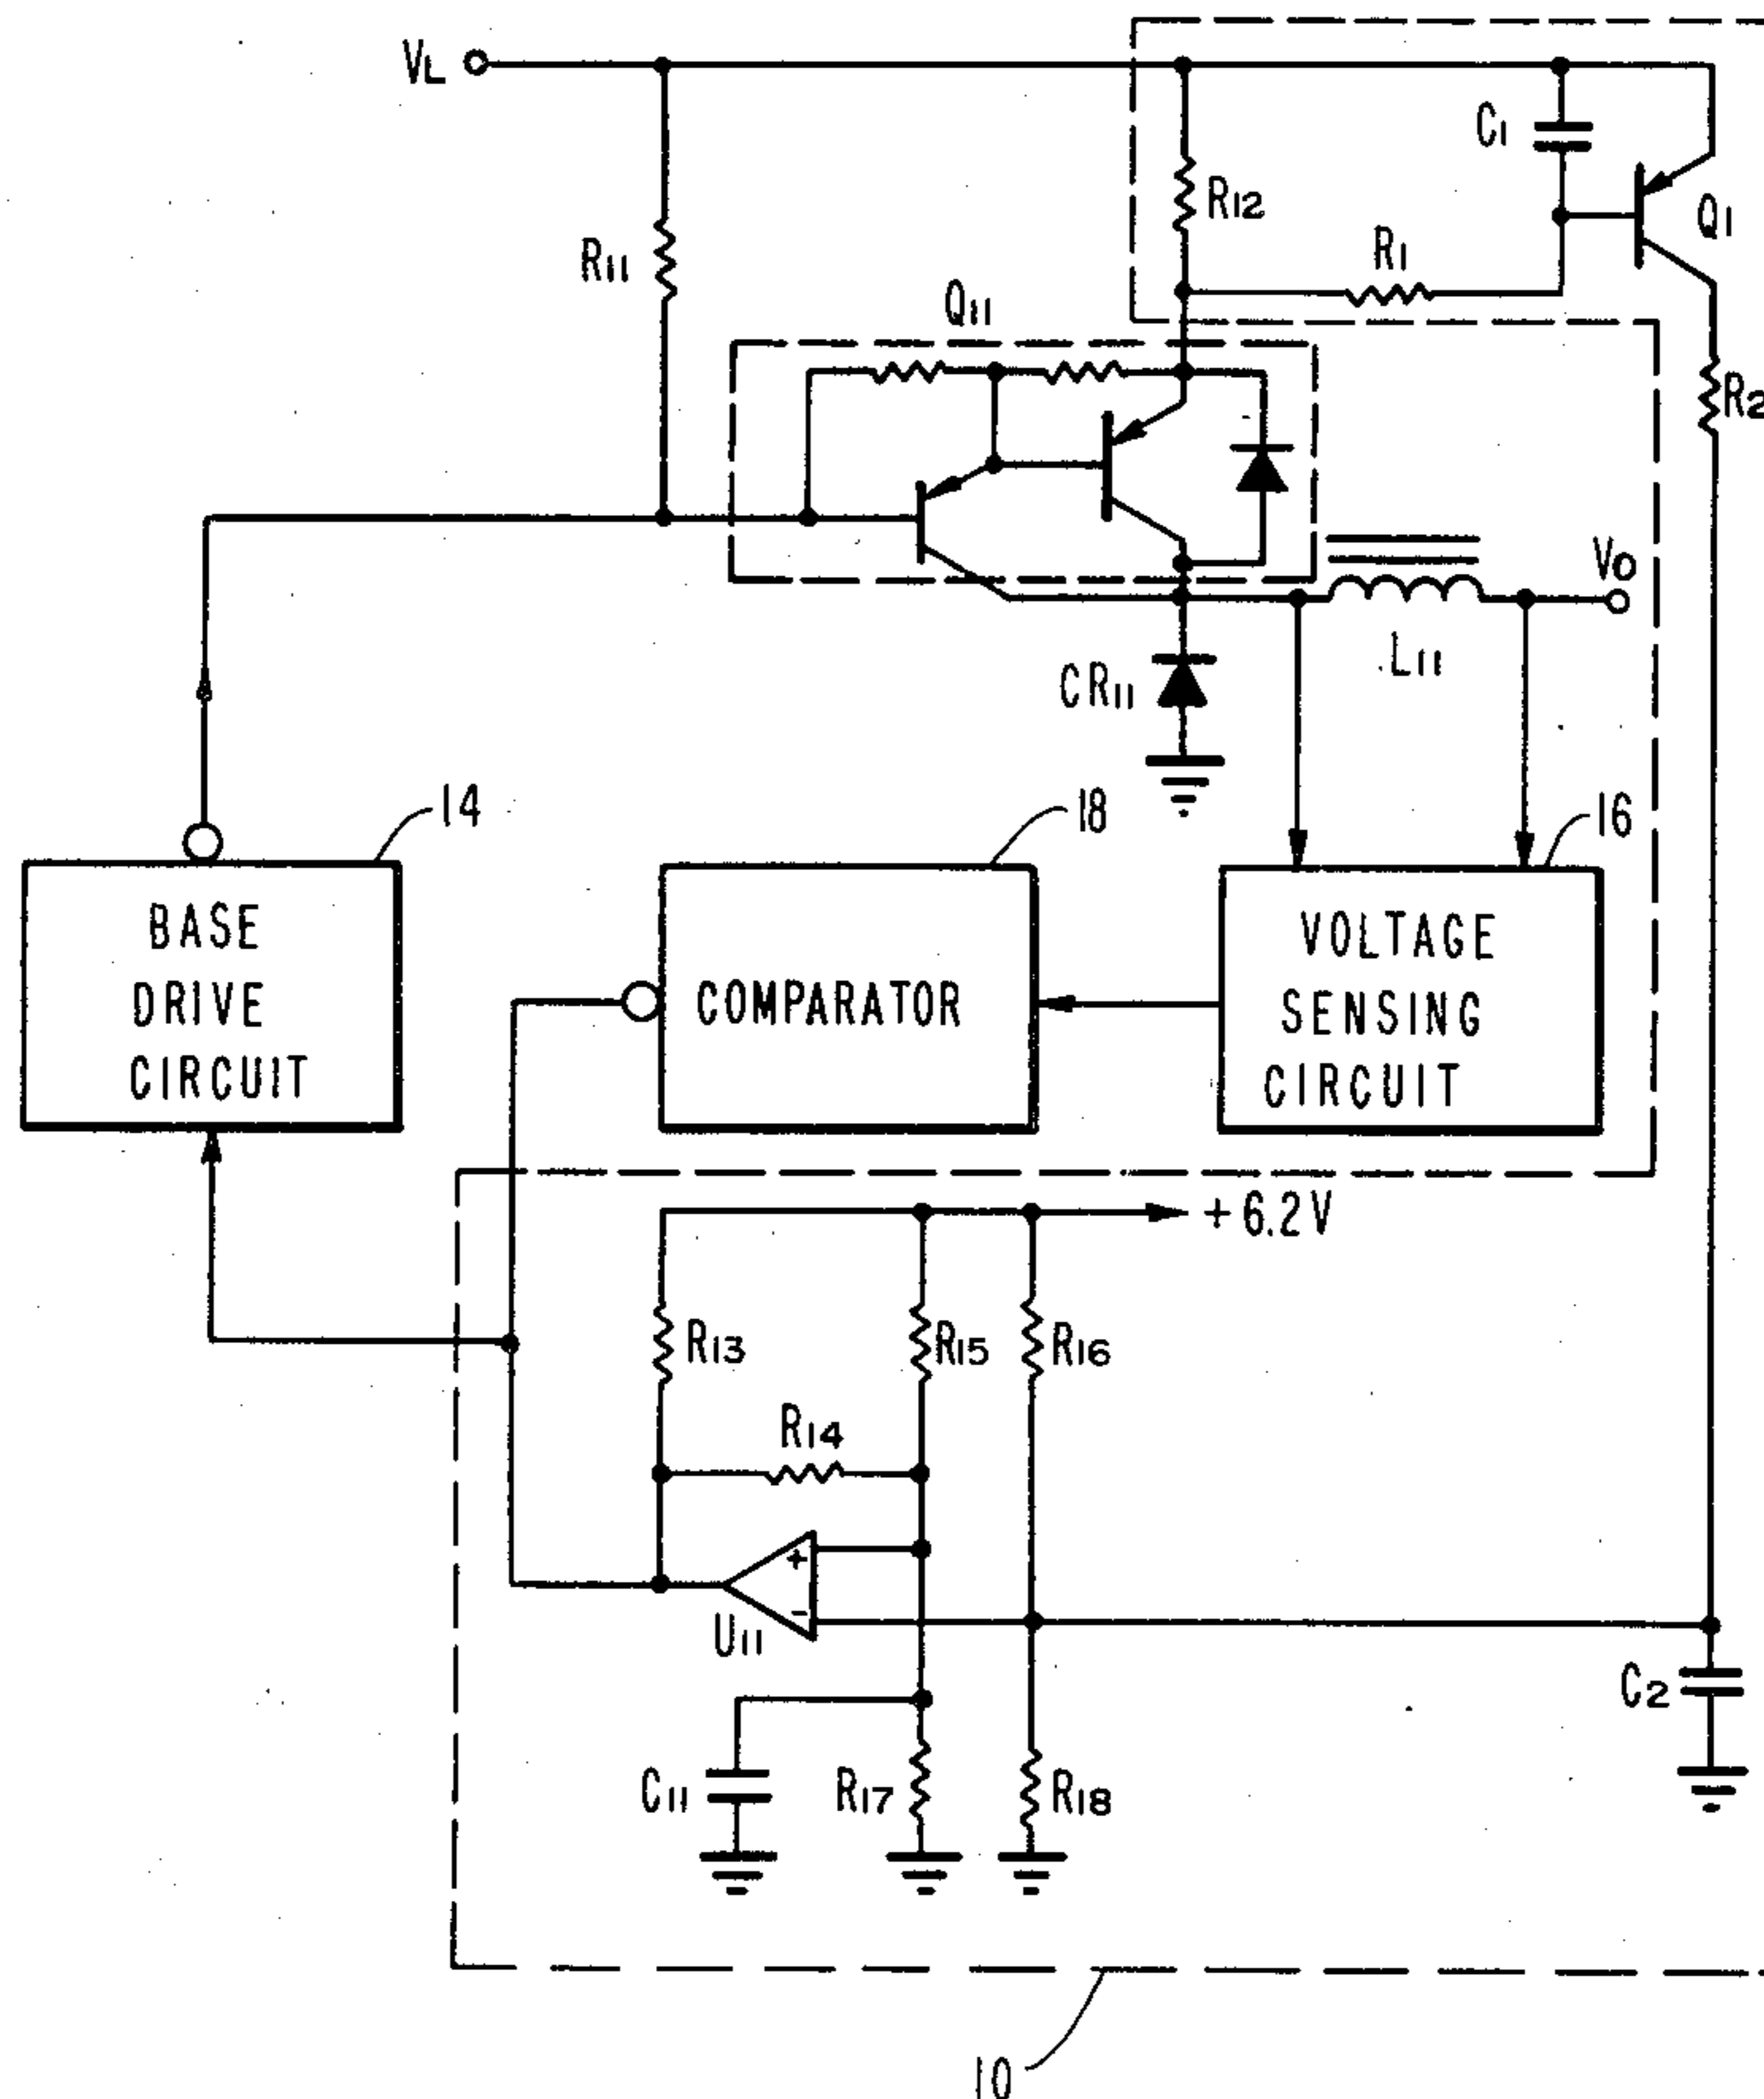 VL
C1
R12
Q1
R1
R11
Q11
R2
VO
L11
CR11
14
18
16
BASE
DRIVE
CIRCUIT
COMPARATOR
VOLTAGE
SENSING
CIRCUIT
+6.2V
R13
R15
R16
R14
+
-
U11
C2
C11
R17
R18
10